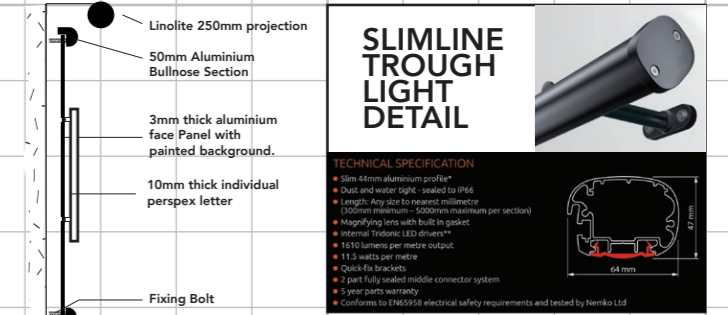 Linolite 250mm projection
50mm Aluminium
Bullnose Section
3mm thick aluminium
face Panel with
painted background.
10mm thick individual
perspex letter
Fixing Bolt
SLIMLINE
TROUGH
LIGHT
DETAIL
TECHNICAL SPECIFICATION
Slim 44mm aluminium profile*
Dust and water tight - sealed to IP66
Length: Any size to nearest millimetre
(300mm minimum – 5000mm maximum per section)
Magnifying lens with built in gasket
Internal Tridonic LED drivers**
1610 lumens per metre output
11.5 watts per metre
Quick-fix brackets
2 part fully sealed middle connector system
5 year parts warranty
Conforms to EN65958 electrical safety requirements and tested by Nemko Ltd
47 mm
64 mm